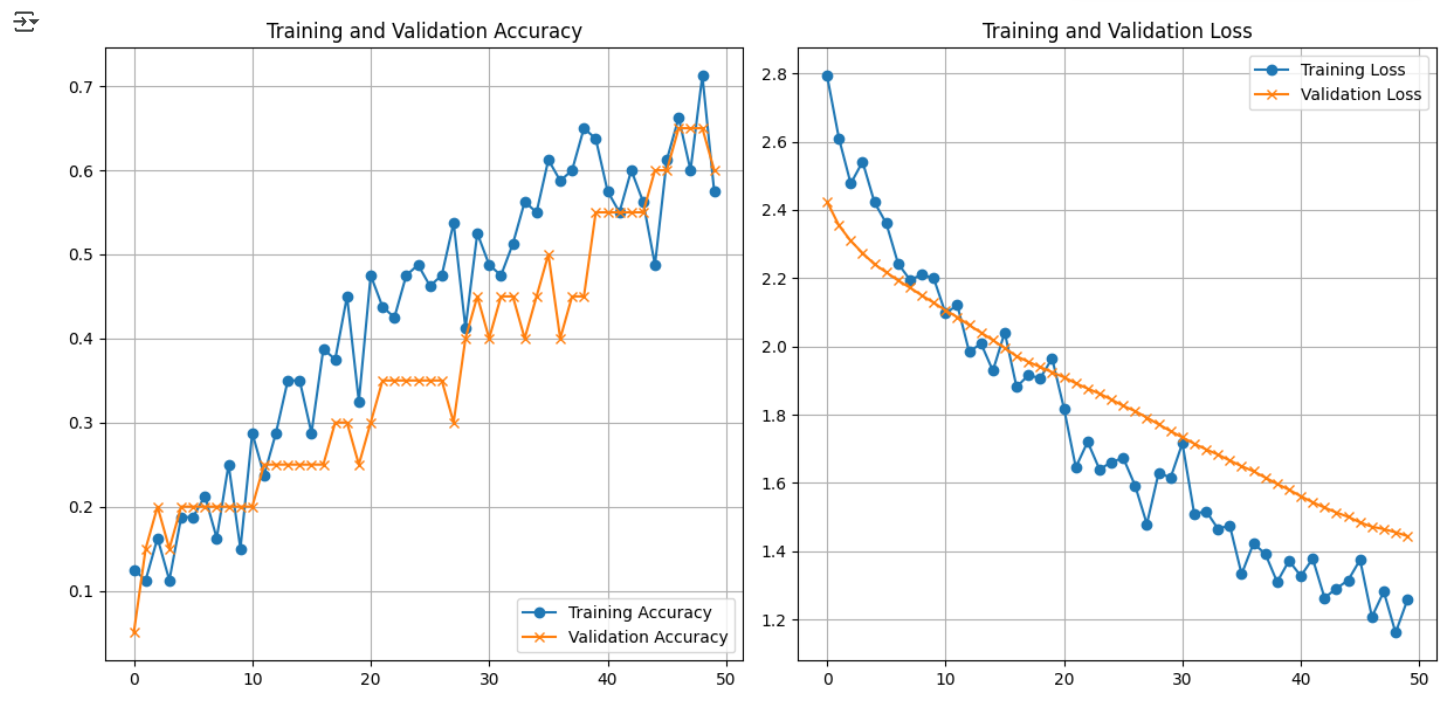 Training and Validation Accuracy
0.7
0.6
0.5
0.4
0.3
0.2
0.1
0 10 20 30 40 50
Training Accuracy
Validation Accuracy
Training and Validation Loss
2.8
2.6
2.4
2.2
2.0
1.8
1.6
1.4
1.2
0 10 20 30 40 50
Training Loss
Validation Loss